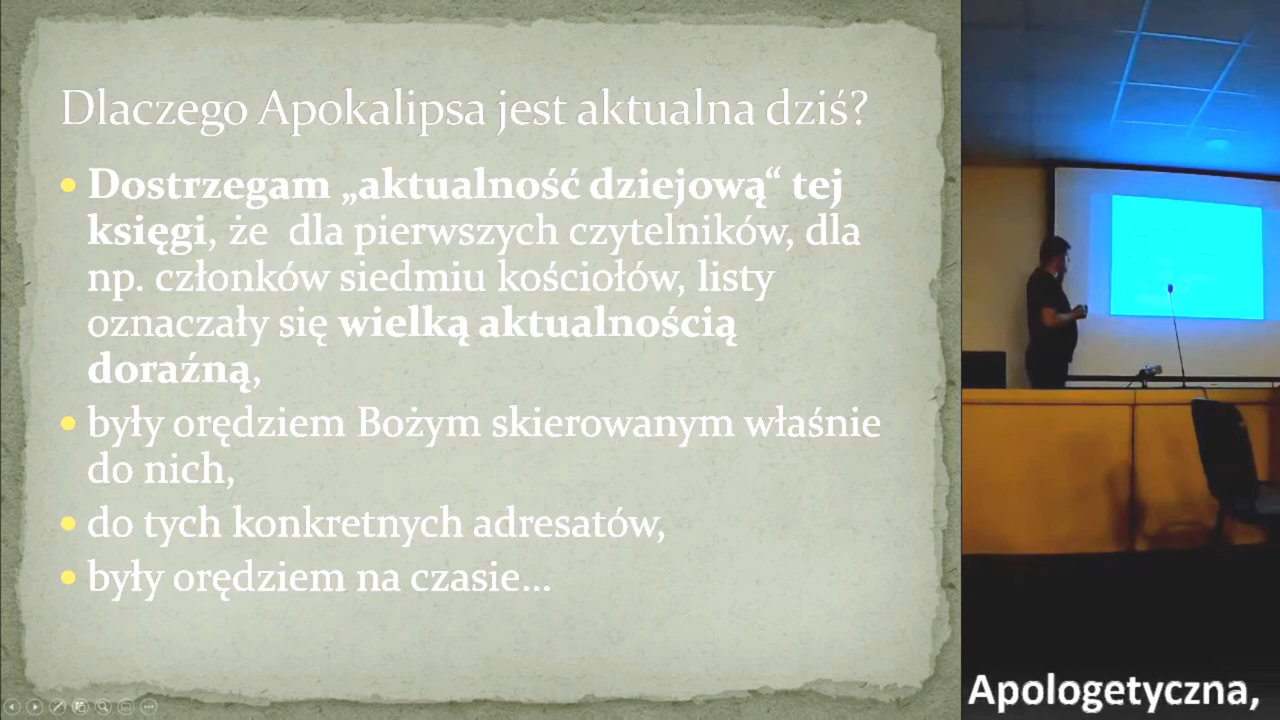 Dlaczego Apokalipsa jest aktualna dziś?
• Dostrzegam „aktualność dziejową“ tej
księgi, że dla pierwszych czytelników, dla
np. członków siedmiu kościołów, listy
oznaczały się wielką aktualnością
doraźną,
• były orędziem Bożym skierowanym właśnie
do nich,
• do tych konkretnych adresatów,
• były orędziem na czasie...
Apologetyczna,